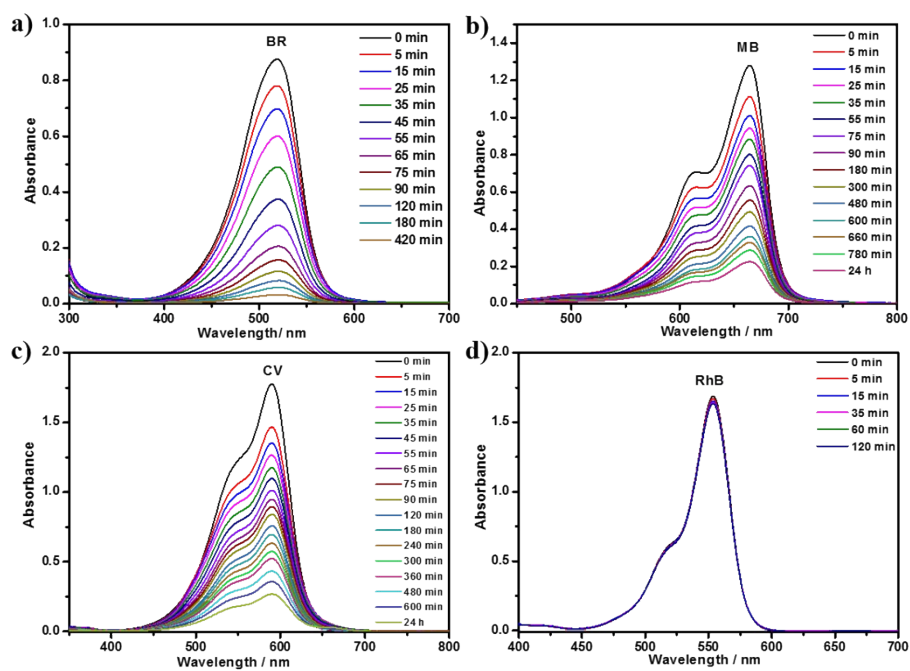 a)
BR
1.0
0.8
0.6
0.4
0.2
0.0
300
400
500
600
700
Absorbance
Wavelength/ nm
0 min
5 min
15 min
25 min
35 min
45 min
55 min
65 min
75 min
90 min
120 min
180 min
420 min
b)
MB
1.4
1.2
0.9
0.6
0.3
0.0
500
600
700
800
Absorbance
Wavelength / nm
0 min
5 min
15 min
25 min
35 min
55 min
75 min
90 min
180 min
300 min
480 min
600 min
660 min
780 min
24 h
c)
CV
2.0
1.5
1.0
0.5
0.0
400
500
600
700
800
Absorbance
Wavelength / nm
0 min
5 min
15 min
25 min
35 min
45 min
55 min
65 min
75 min
90 min
120 min
180 min
240 min
300 min
360 min
480 min
600 min
24 h
d)
RhB
2.0
1.5
1.0
0.5
0.0
400
450
500
550
600
650
700
Absorbance
Wavelength / nm
0 min
5 min
15 min
35 min
60 min
120 min